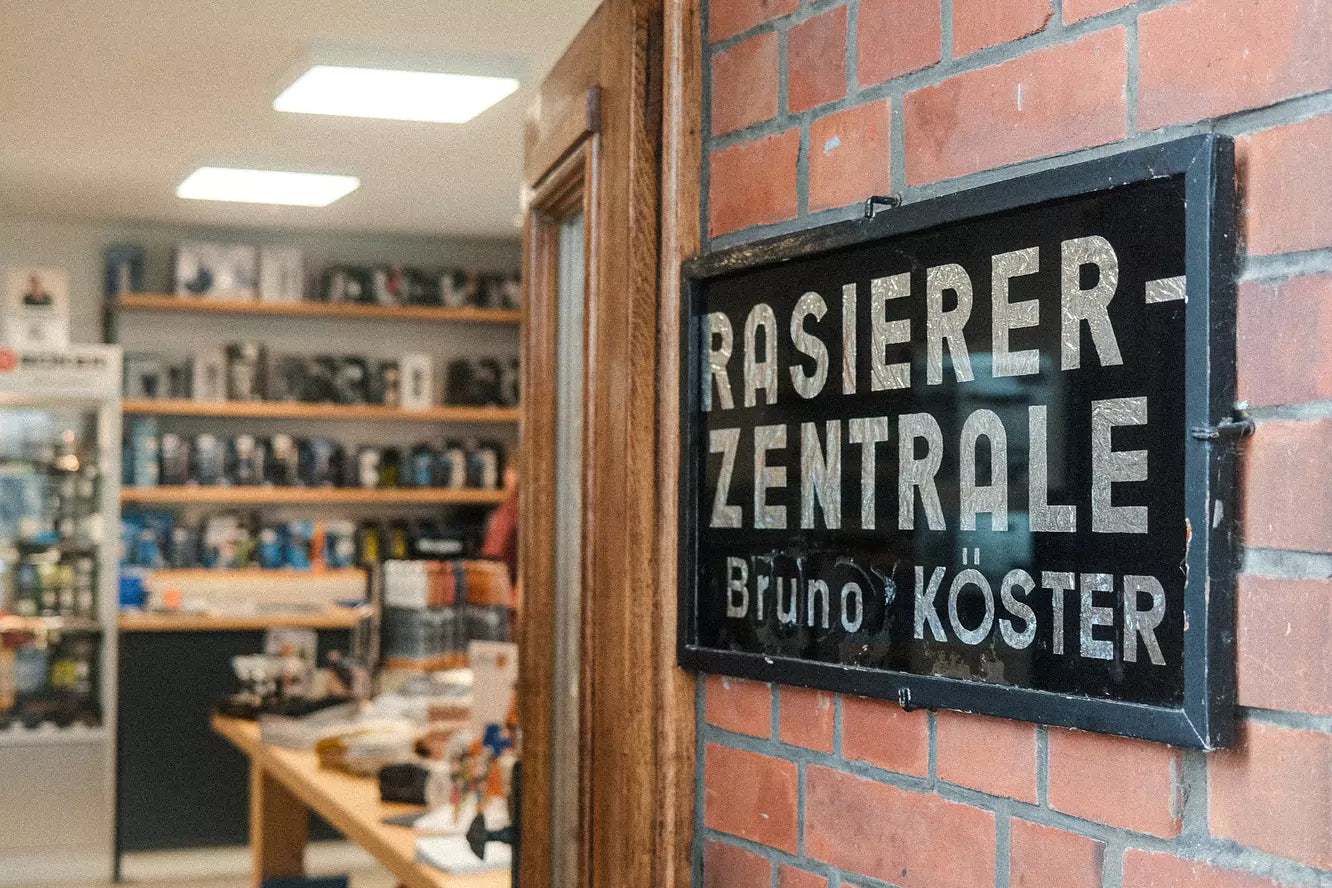 RASIERER-
ZENTRALE
Bruno KÖSTER